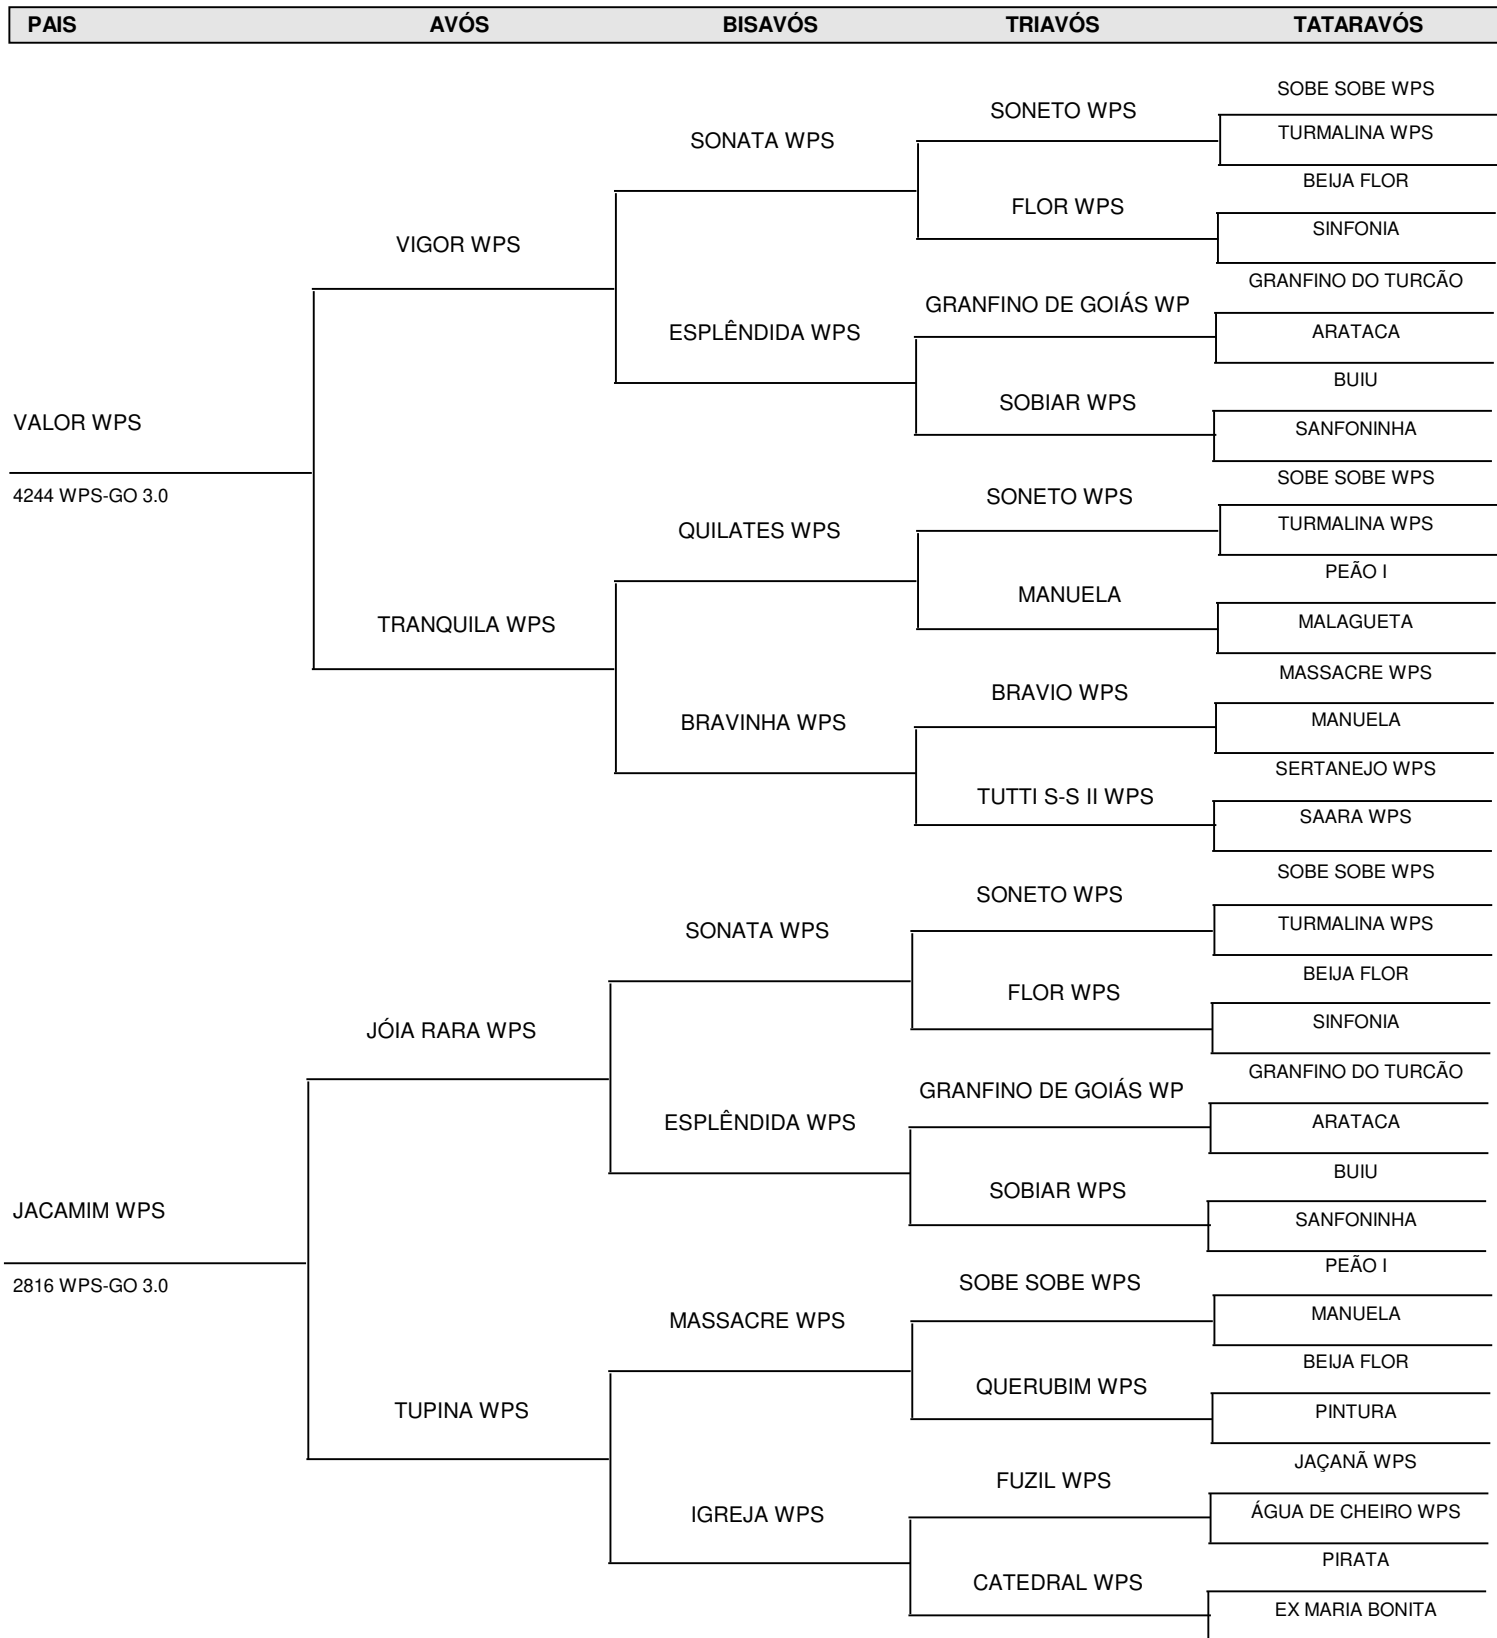 PAIS AVÓS BISAVÓS TRIAVÓS TATARAVÓS
SOBE SOBE WPS
SONETO WPS
TURMALINA WPS
SONATA WPS
BEIJA FLOR
FLOR WPS
SINFONIA
VIGOR WPS
GRANFINO DO TURCÃO
GRANFINO DE GOIÁS WP
ARATACA
ESPLÊNDIDA WPS
BUIU
SOBIAR WPS
VALOR WPS
SANFONINHA
SOBE SOBE WPS
4244 WPS-GO 3.0
SONETO WPS
TURMALINA WPS
QUILATES WPS
PEÃO I
MANUELA
MALAGUETA
TRANQUILA WPS
MASSACRE WPS
BRAVIO WPS
MANUELA
BRAVINHA WPS
SERTANEJO WPS
TUTTI S-S II WPS
SAARA WPS
SOBE SOBE WPS
SONETO WPS
TURMALINA WPS
SONATA WPS
BEIJA FLOR
FLOR WPS
SINFONIA
JÓIA RARA WPS
GRANFINO DO TURCÃO
GRANFINO DE GOIÁS WP
ARATACA
ESPLÊNDIDA WPS
BUIU
SOBIAR WPS
JACAMIM WPS
SANFONINHA
PEÃO I
2816 WPS-GO 3.0
SOBE SOBE WPS
MANUELA
MASSACRE WPS
BEIJA FLOR
QUERUBIM WPS
TUPINA WPS
PINTURA
JAÇANÃ WPS
FUZIL WPS
ÁGUA DE CHEIRO WPS
IGREJA WPS
PIRATA
CATEDRAL WPS
EX MARIA BONITA